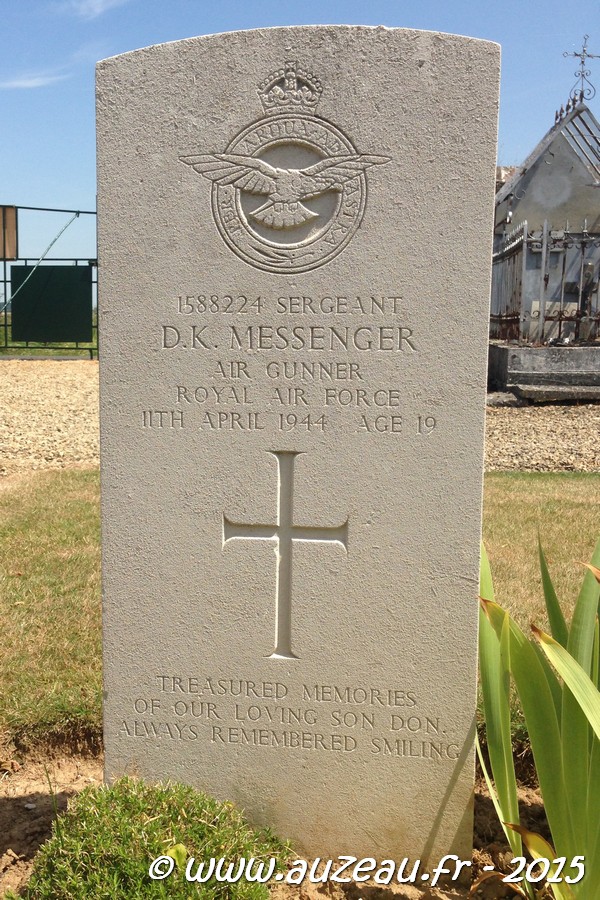 PER ARDUA AD ASTRA
1588224 SERGEANT
D.K. MESSENGER
AIR GUNNER
ROYAL AIR FORCE
11TH APRIL 1944 AGE 19
TREASURED MEMORIES
OF OUR LOVING SON DON.
ALWAYS REMEMBERED SMILING
© www.auzeau.fr - 2015